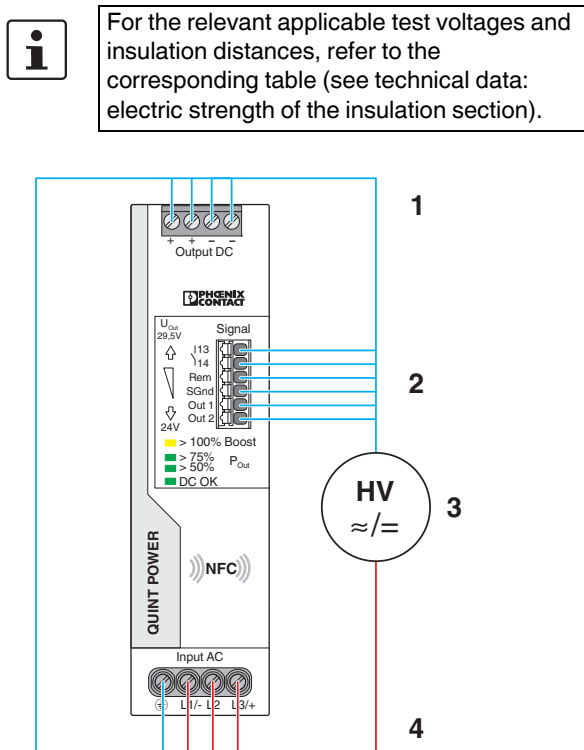 For the relevant applicable test voltages and
insulation distances, refer to the
corresponding table (see technical data:
electric strength of the insulation section).
1
+ + − −
Output DC
PHŒNIX
CONTACT
UOut
29,5V
Signal
13
14
Rem
SGnd
Out 1
Out 2
24V
2
> 100% Boost
> 75%
> 50%
POut
DC OK
HV
≈/=
3
QUINT POWER
NFC
Input AC
L1/- L2 L3/+
4